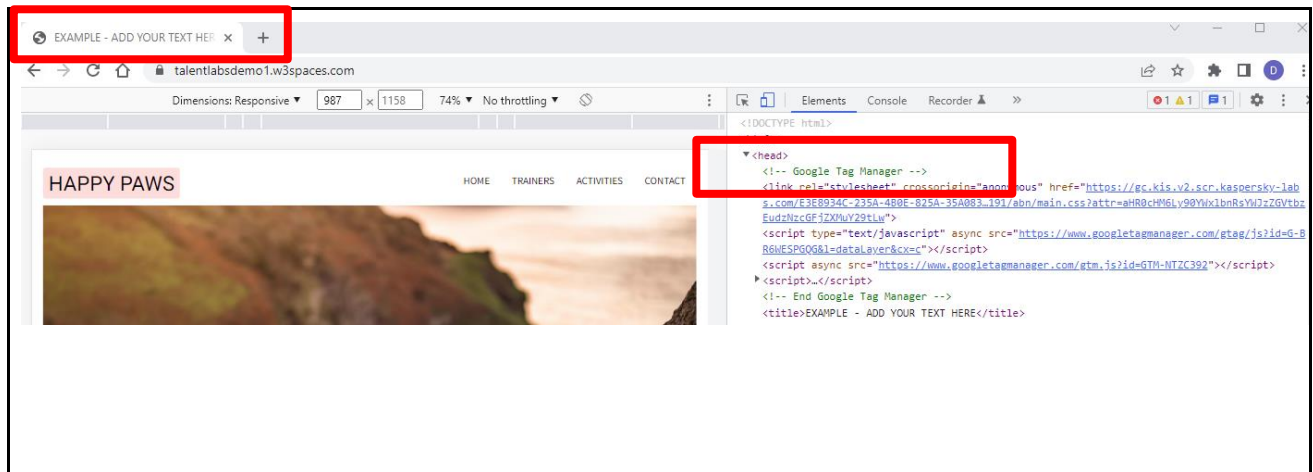 EXAMPLE - ADD YOUR TEXT HER
talentlabsdemo1.w3spaces.com
D
Dimensions: Responsive ▼ 987 x 1158 74% ▼ No throttling ▼
Elements Console Recorder » 1 1 1
<!DOCTYPE html>
▼<head>
<!-- Google Tag Manager -->
<link rel="stylesheet" crossorigin="anonymous" href="https://gc.kis.v2.scr.kaspersky-lab
s.com/E3E8934C-235A-4B0E-825A-35A083…191/abn/main.css?attr=aHR0cHM6Ly90YWxlbnRsYWJzZGVtbz
EudzNzcGFjZXMuY29tLw">
<script type="text/javascript" async src="https://www.googletagmanager.com/gtag/js?id=G-8
R6WESPGQG&l=dataLayer&cx=c"></script>
<script async src="https://www.googletagmanager.com/gtm.js?id=GTM-NTZC392"></script>
▶<script>…</script>
<!-- End Google Tag Manager -->
<title>EXAMPLE - ADD YOUR TEXT HERE</title>
HAPPY PAWS
HOME TRAINERS ACTIVITIES CONTACT